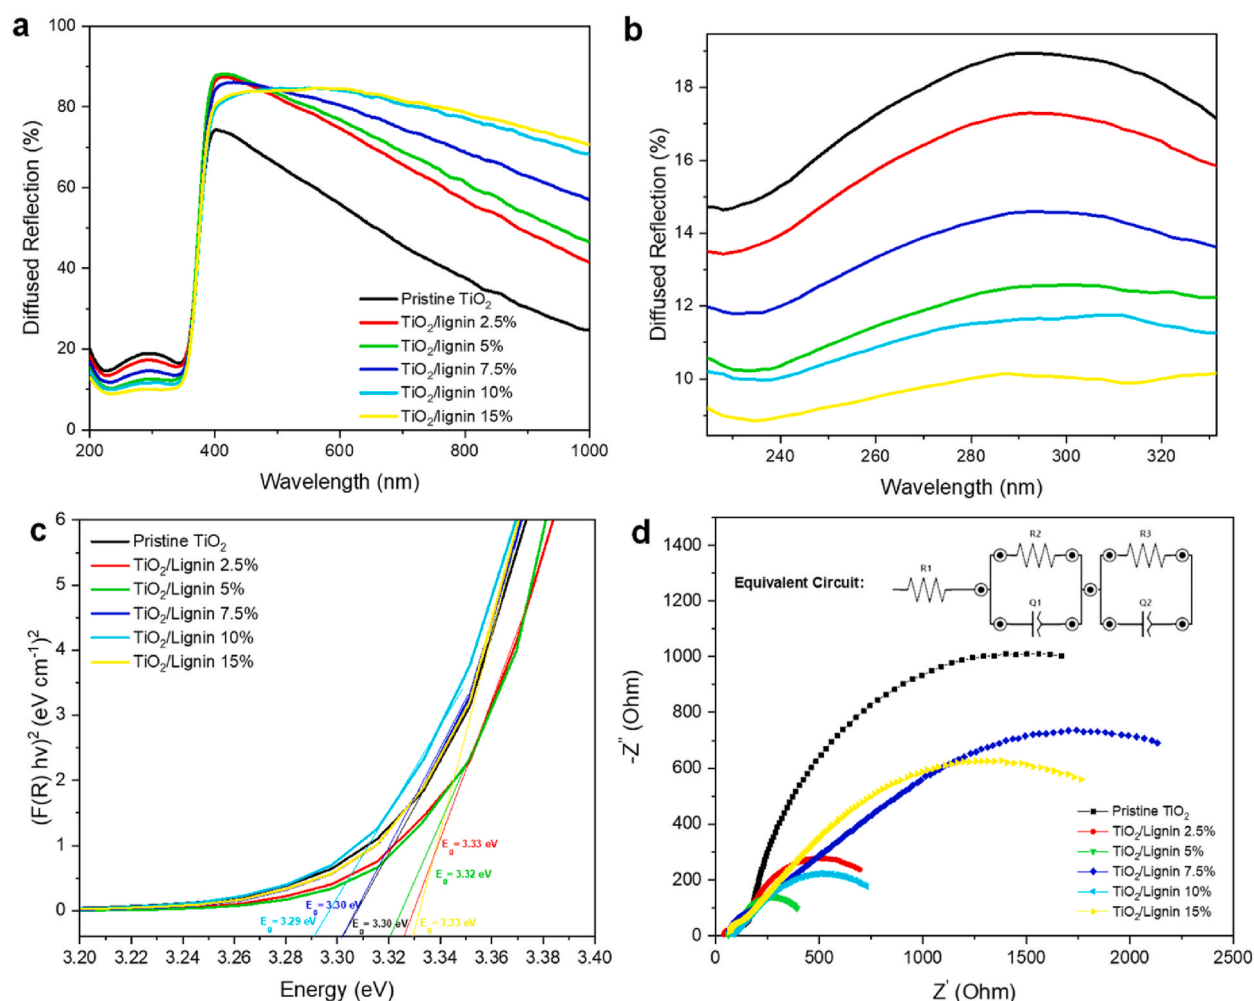 a
100
80
60
40
20
0
Diffused Reflection (%)
Pristine TiO₂
TiO₂/lignin 2.5%
TiO₂/lignin 5%
TiO₂/lignin 7.5%
TiO₂/lignin 10%
TiO₂/lignin 15%
200 400 600 800 1000
Wavelength (nm)
b
18
16
14
12
10
Diffused Reflection (%)
240 260 280 300 320
Wavelength (nm)
c
6
5
4
3
2
1
0
(F(R) hv)² (eV cm⁻¹)²
Pristine TiO₂
TiO₂/Lignin 2.5%
TiO₂/Lignin 5%
TiO₂/Lignin 7.5%
TiO₂/Lignin 10%
TiO₂/Lignin 15%
E_g = 3.33 eV
E_g = 3.32 eV
E_g = 3.30 eV
E_g = 3.29 eV
E_g = 3.30 eV
E_g = 3.33 eV
3.20 3.22 3.24 3.26 3.28 3.30 3.32 3.34 3.36 3.38 3.40
Energy (eV)
d
1400
1200
1000
800
600
400
200
0
-Z'' (Ohm)
Equivalent Circuit:
R1
R2
R3
Q1
Q2
Pristine TiO₂
TiO₂/Lignin 2.5%
TiO₂/Lignin 5%
TiO₂/Lignin 7.5%
TiO₂/Lignin 10%
TiO₂/Lignin 15%
0 500 1000 1500 2000 2500
Z' (Ohm)